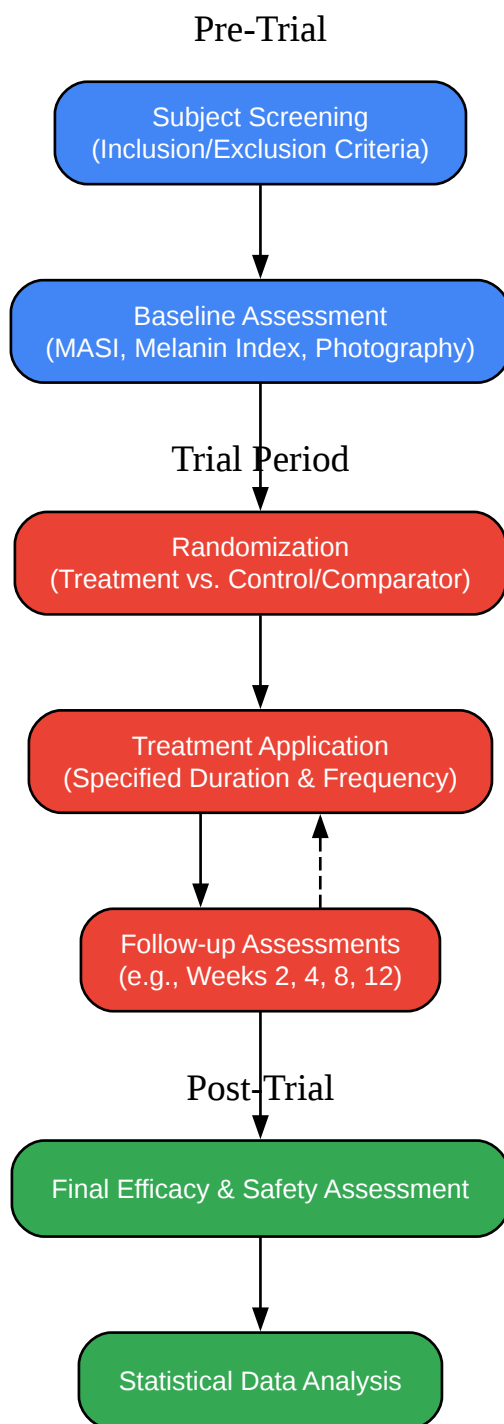 Pre-Trial
Subject Screening
(Inclusion/Exclusion Criteria)
Baseline Assessment
(MASI, Melanin Index, Photography)
Trial Period
Randomization
(Treatment vs. Control/Comparator)
Treatment Application
(Specified Duration & Frequency)
Follow-up Assessments
(e.g., Weeks 2, 4, 8, 12)
Post-Trial
Final Efficacy & Safety Assessment
Statistical Data Analysis